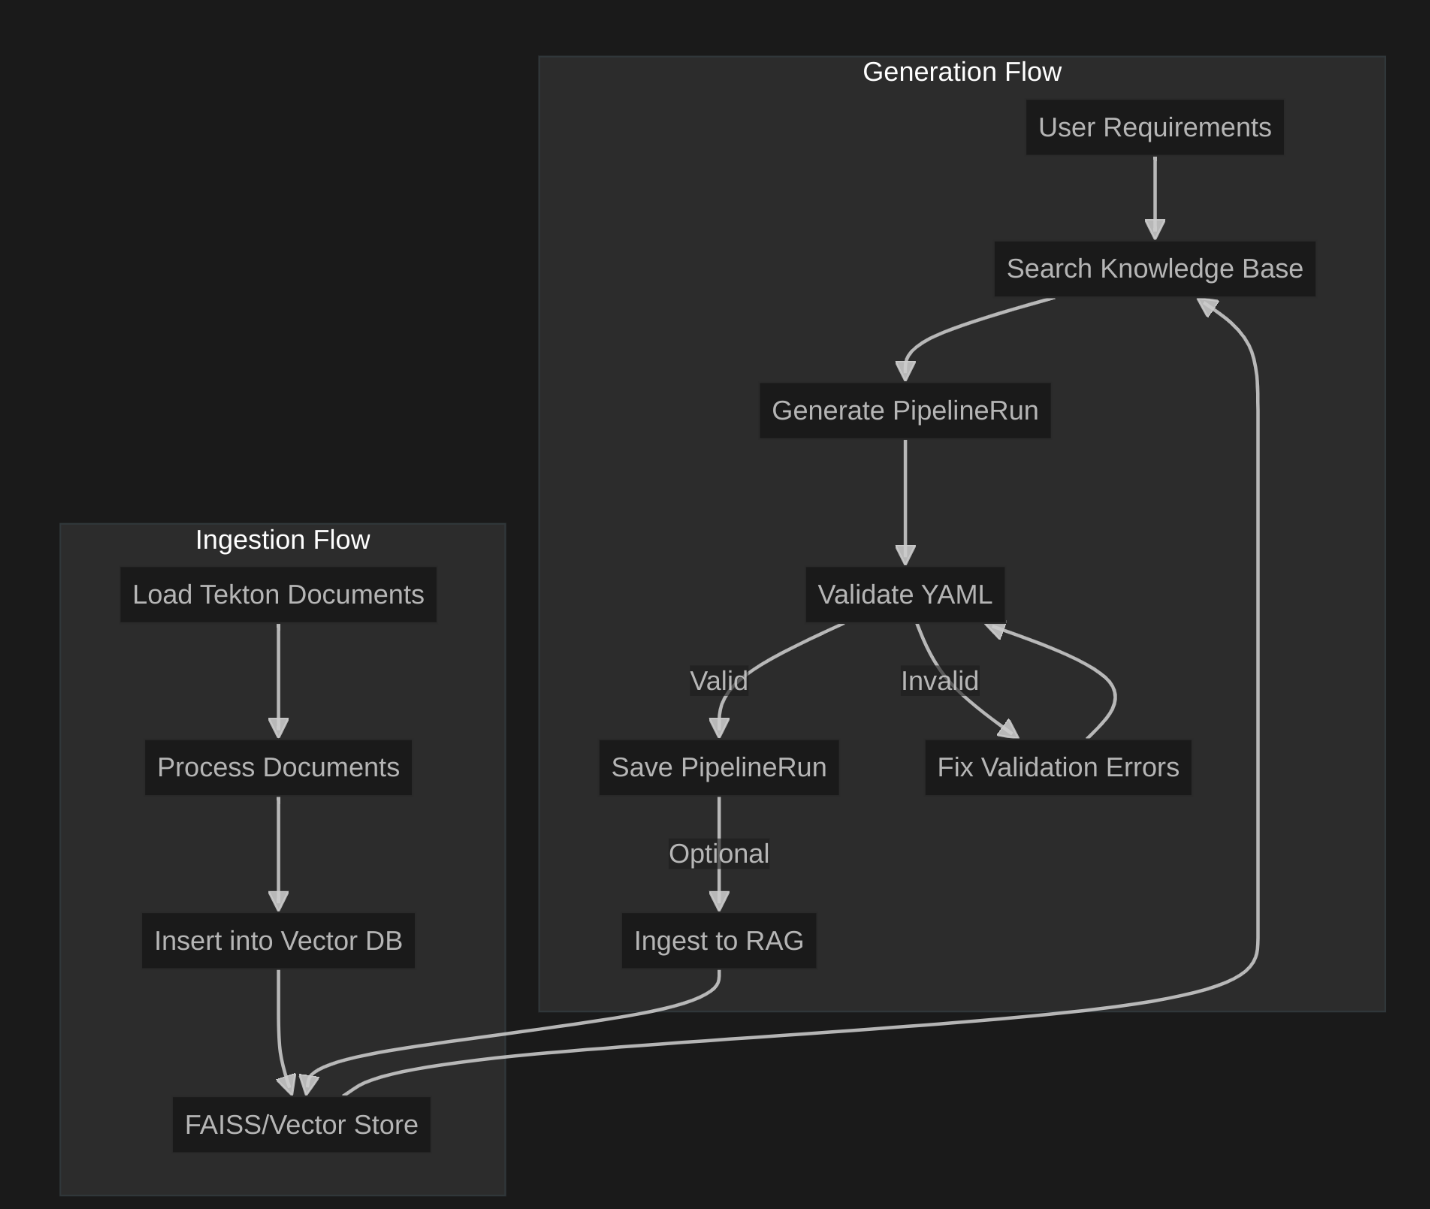 Generation Flow
User Requirements
Search Knowledge Base
Generate PipelineRun
Validate YAML
Valid
Invalid
Save PipelineRun
Fix Validation Errors
Optional
Ingest to RAG
Ingestion Flow
Load Tekton Documents
Process Documents
Insert into Vector DB
FAISS/Vector Store